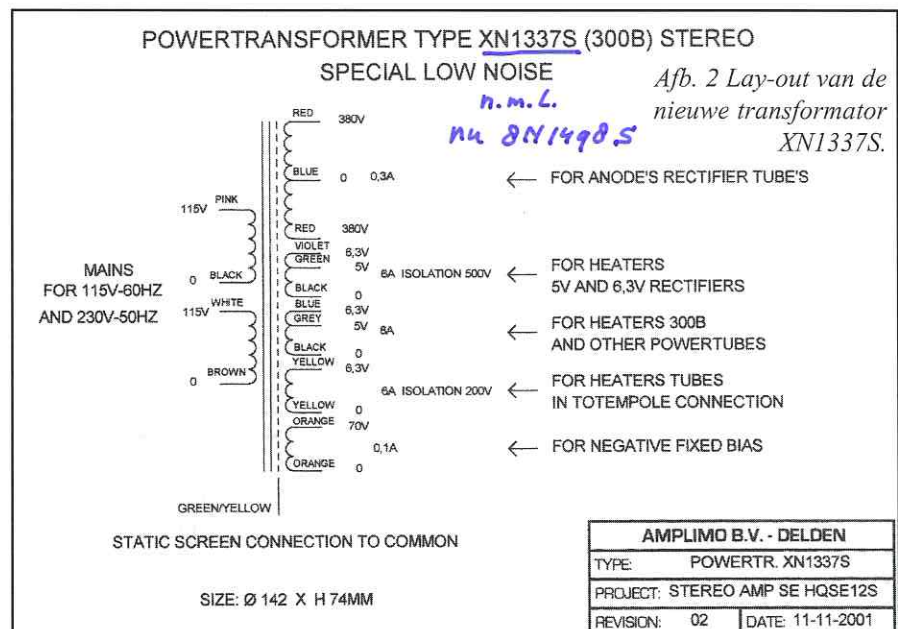 POWERTRANSFORMER TYPE XN1337S (300B) STEREO
SPECIAL LOW NOISE
Afb. 2 Lay-out van de
nieuwe transformator
XN1337S.
n.m.l.
nu 8N1498S
RED 380V
BLUE 0 0,3A ← FOR ANODE'S RECTIFIER TUBE'S
RED 380V
115V PINK
0 BLACK
115V WHITE
0 BROWN
MAINS
FOR 115V-60HZ
AND 230V-50HZ
VIOLET 6,3V
GREEN 5V
BLACK 0
6A ISOLATION 500V ← FOR HEATERS
5V AND 6,3V RECTIFIERS
BLUE 6,3V
GREY 5V
BLACK 0
6A ← FOR HEATERS 300B
AND OTHER POWERTUBES
YELLOW 6,3V
YELLOW 0
6A ISOLATION 200V ← FOR HEATERS TUBES
IN TOTEMPOLE CONNECTION
ORANGE 70V
ORANGE 0
0,1A ← FOR NEGATIVE FIXED BIAS
GREEN/YELLOW
STATIC SCREEN CONNECTION TO COMMON
SIZE: Ø 142 X H 74MM
AMPLIMO B.V. - DELDEN
TYPE: POWERTR. XN1337S
PROJECT: STEREO AMP SE HQSE12S
REVISION: 02 DATE: 11-11-2001